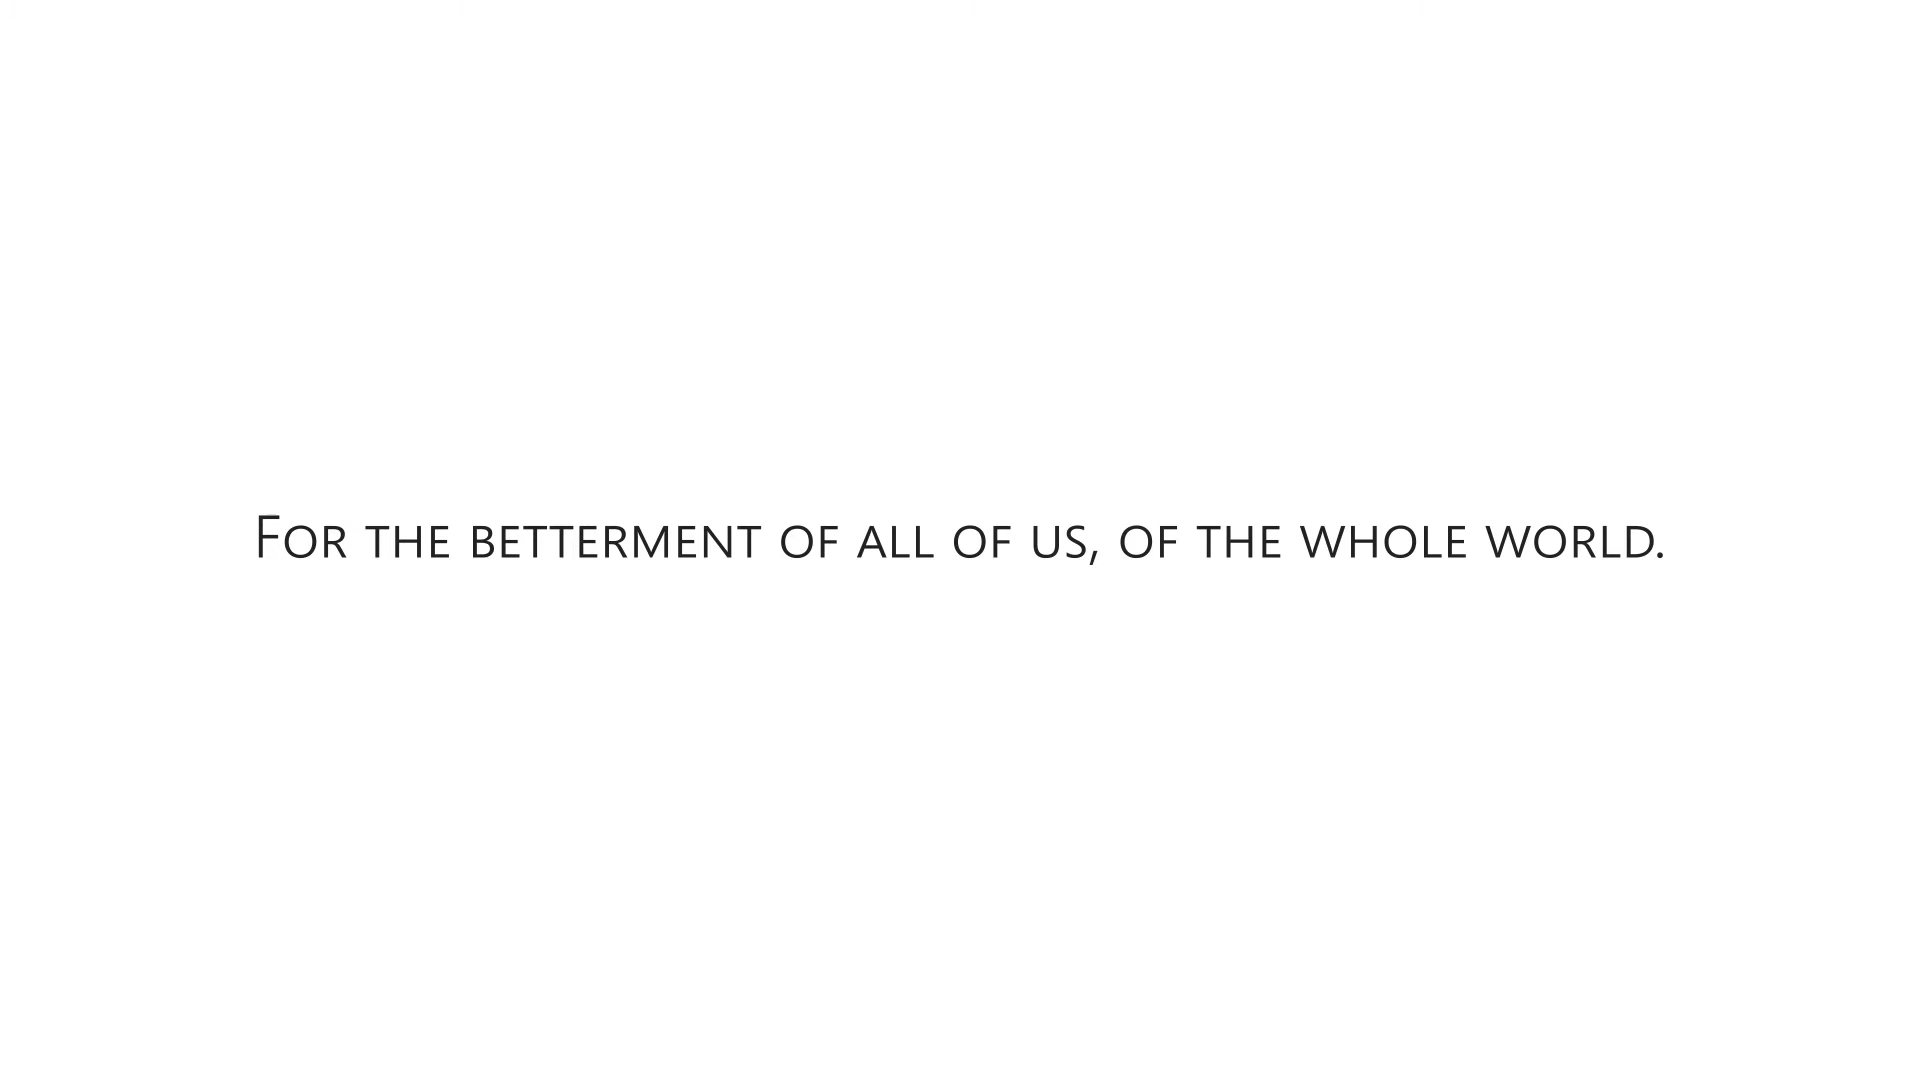 For the betterment of all of us, of the whole world.